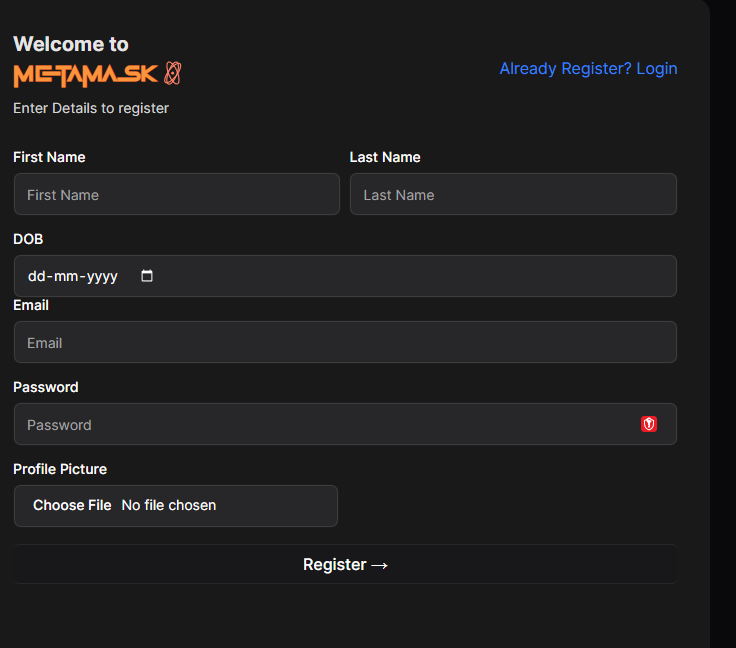 Welcome to
METAMA_SK
Already Register? Login
Enter Details to register
First Name
Last Name
First Name
Last Name
DOB
dd-mm-yyyy
Email
Email
Password
Password
Profile Picture
Choose File No file chosen
Register →